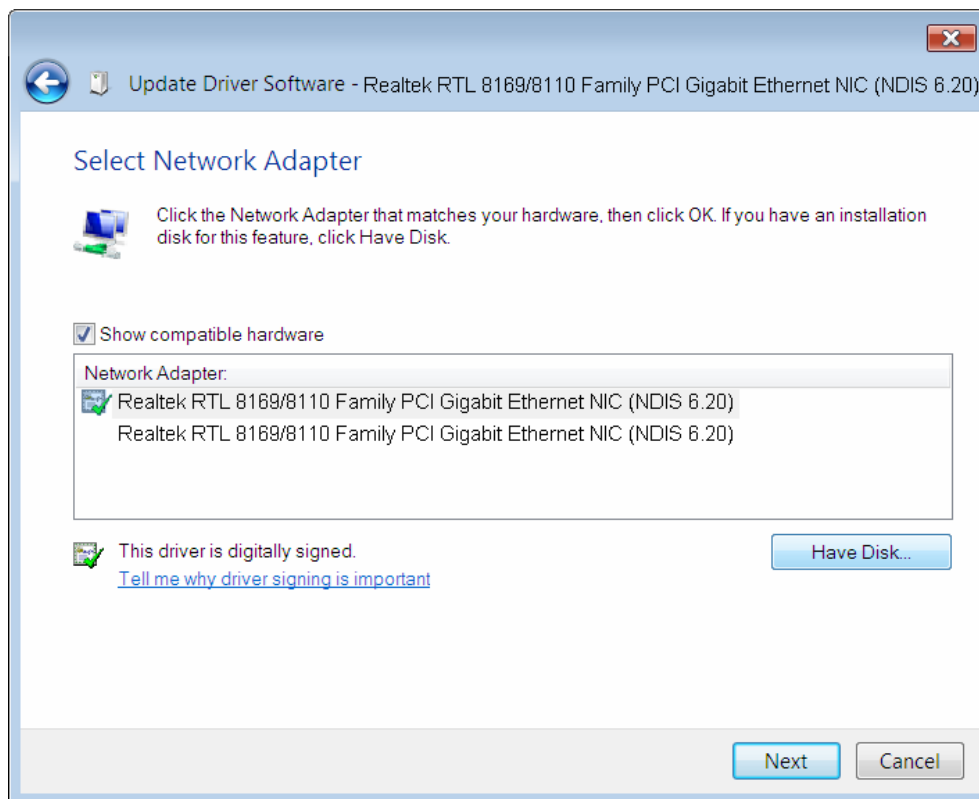 Update Driver Software - Realtek RTL 8169/8110 Family PCI Gigabit Ethernet NIC (NDIS 6.20)
Select Network Adapter
Click the Network Adapter that matches your hardware, then click OK. If you have an installation
disk for this feature, click Have Disk.
Show compatible hardware
Network Adapter:
Realtek RTL 8169/8110 Family PCI Gigabit Ethernet NIC (NDIS 6.20)
Realtek RTL 8169/8110 Family PCI Gigabit Ethernet NIC (NDIS 6.20)
This driver is digitally signed.
Have Disk...
Tell me why driver signing is important
Next
Cancel